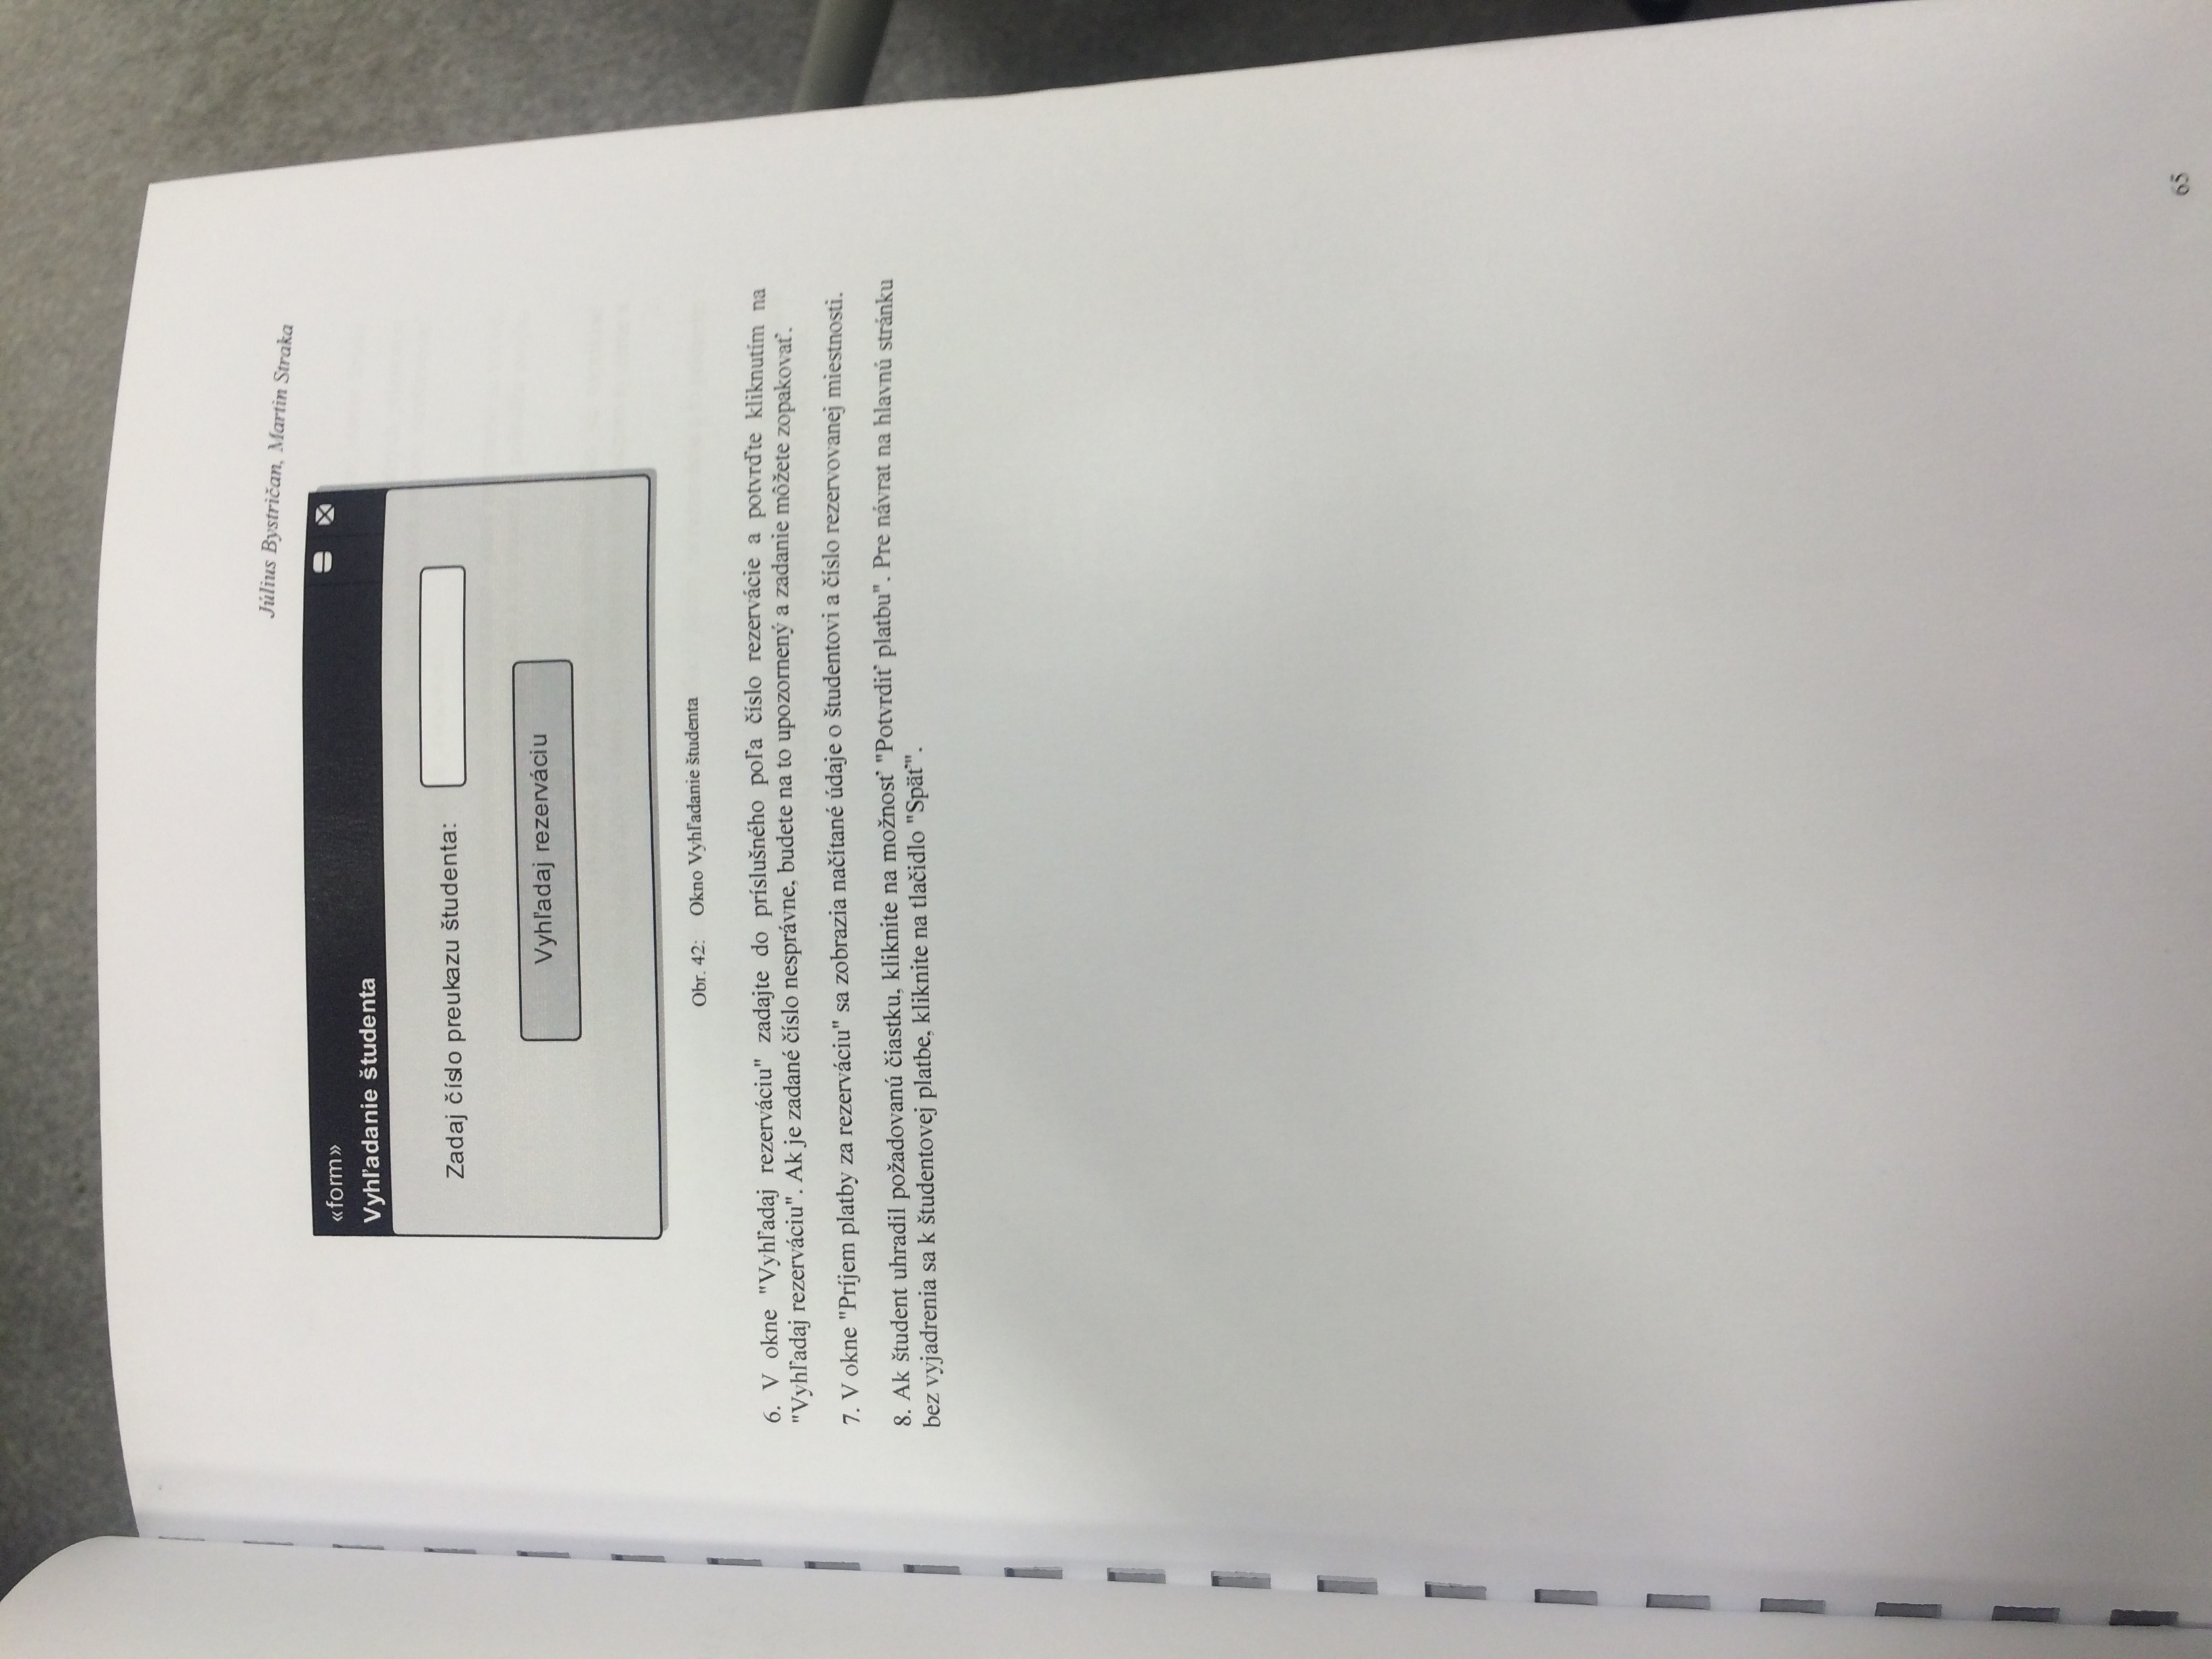 Július Bystričan, Martin Straka
«form»
Vyhľadanie študenta
Zadaj číslo preukazu študenta:
Vyhľadaj rezerváciu
Obr. 42: Okno Vyhľadanie študenta
6. V okne "Vyhľadaj rezerváciu" zadajte do príslušného poľa číslo rezervácie a potvrďte kliknutím na
"Vyhľadaj rezerváciu". Ak je zadané číslo nesprávne, budete na to upozornený a zadanie môžete zopakovať.
7. V okne "Príjem platby za rezerváciu" sa zobrazia načítané údaje o študentovi a číslo rezervovanej miestnosti.
8. Ak študent uhradil požadovanú čiastku, kliknite na možnosť "Potvrdiť platbu". Pre návrat na hlavnú stránku
bez vyjadrenia sa k študentovej platbe, kliknite na tlačidlo "Späť".
65